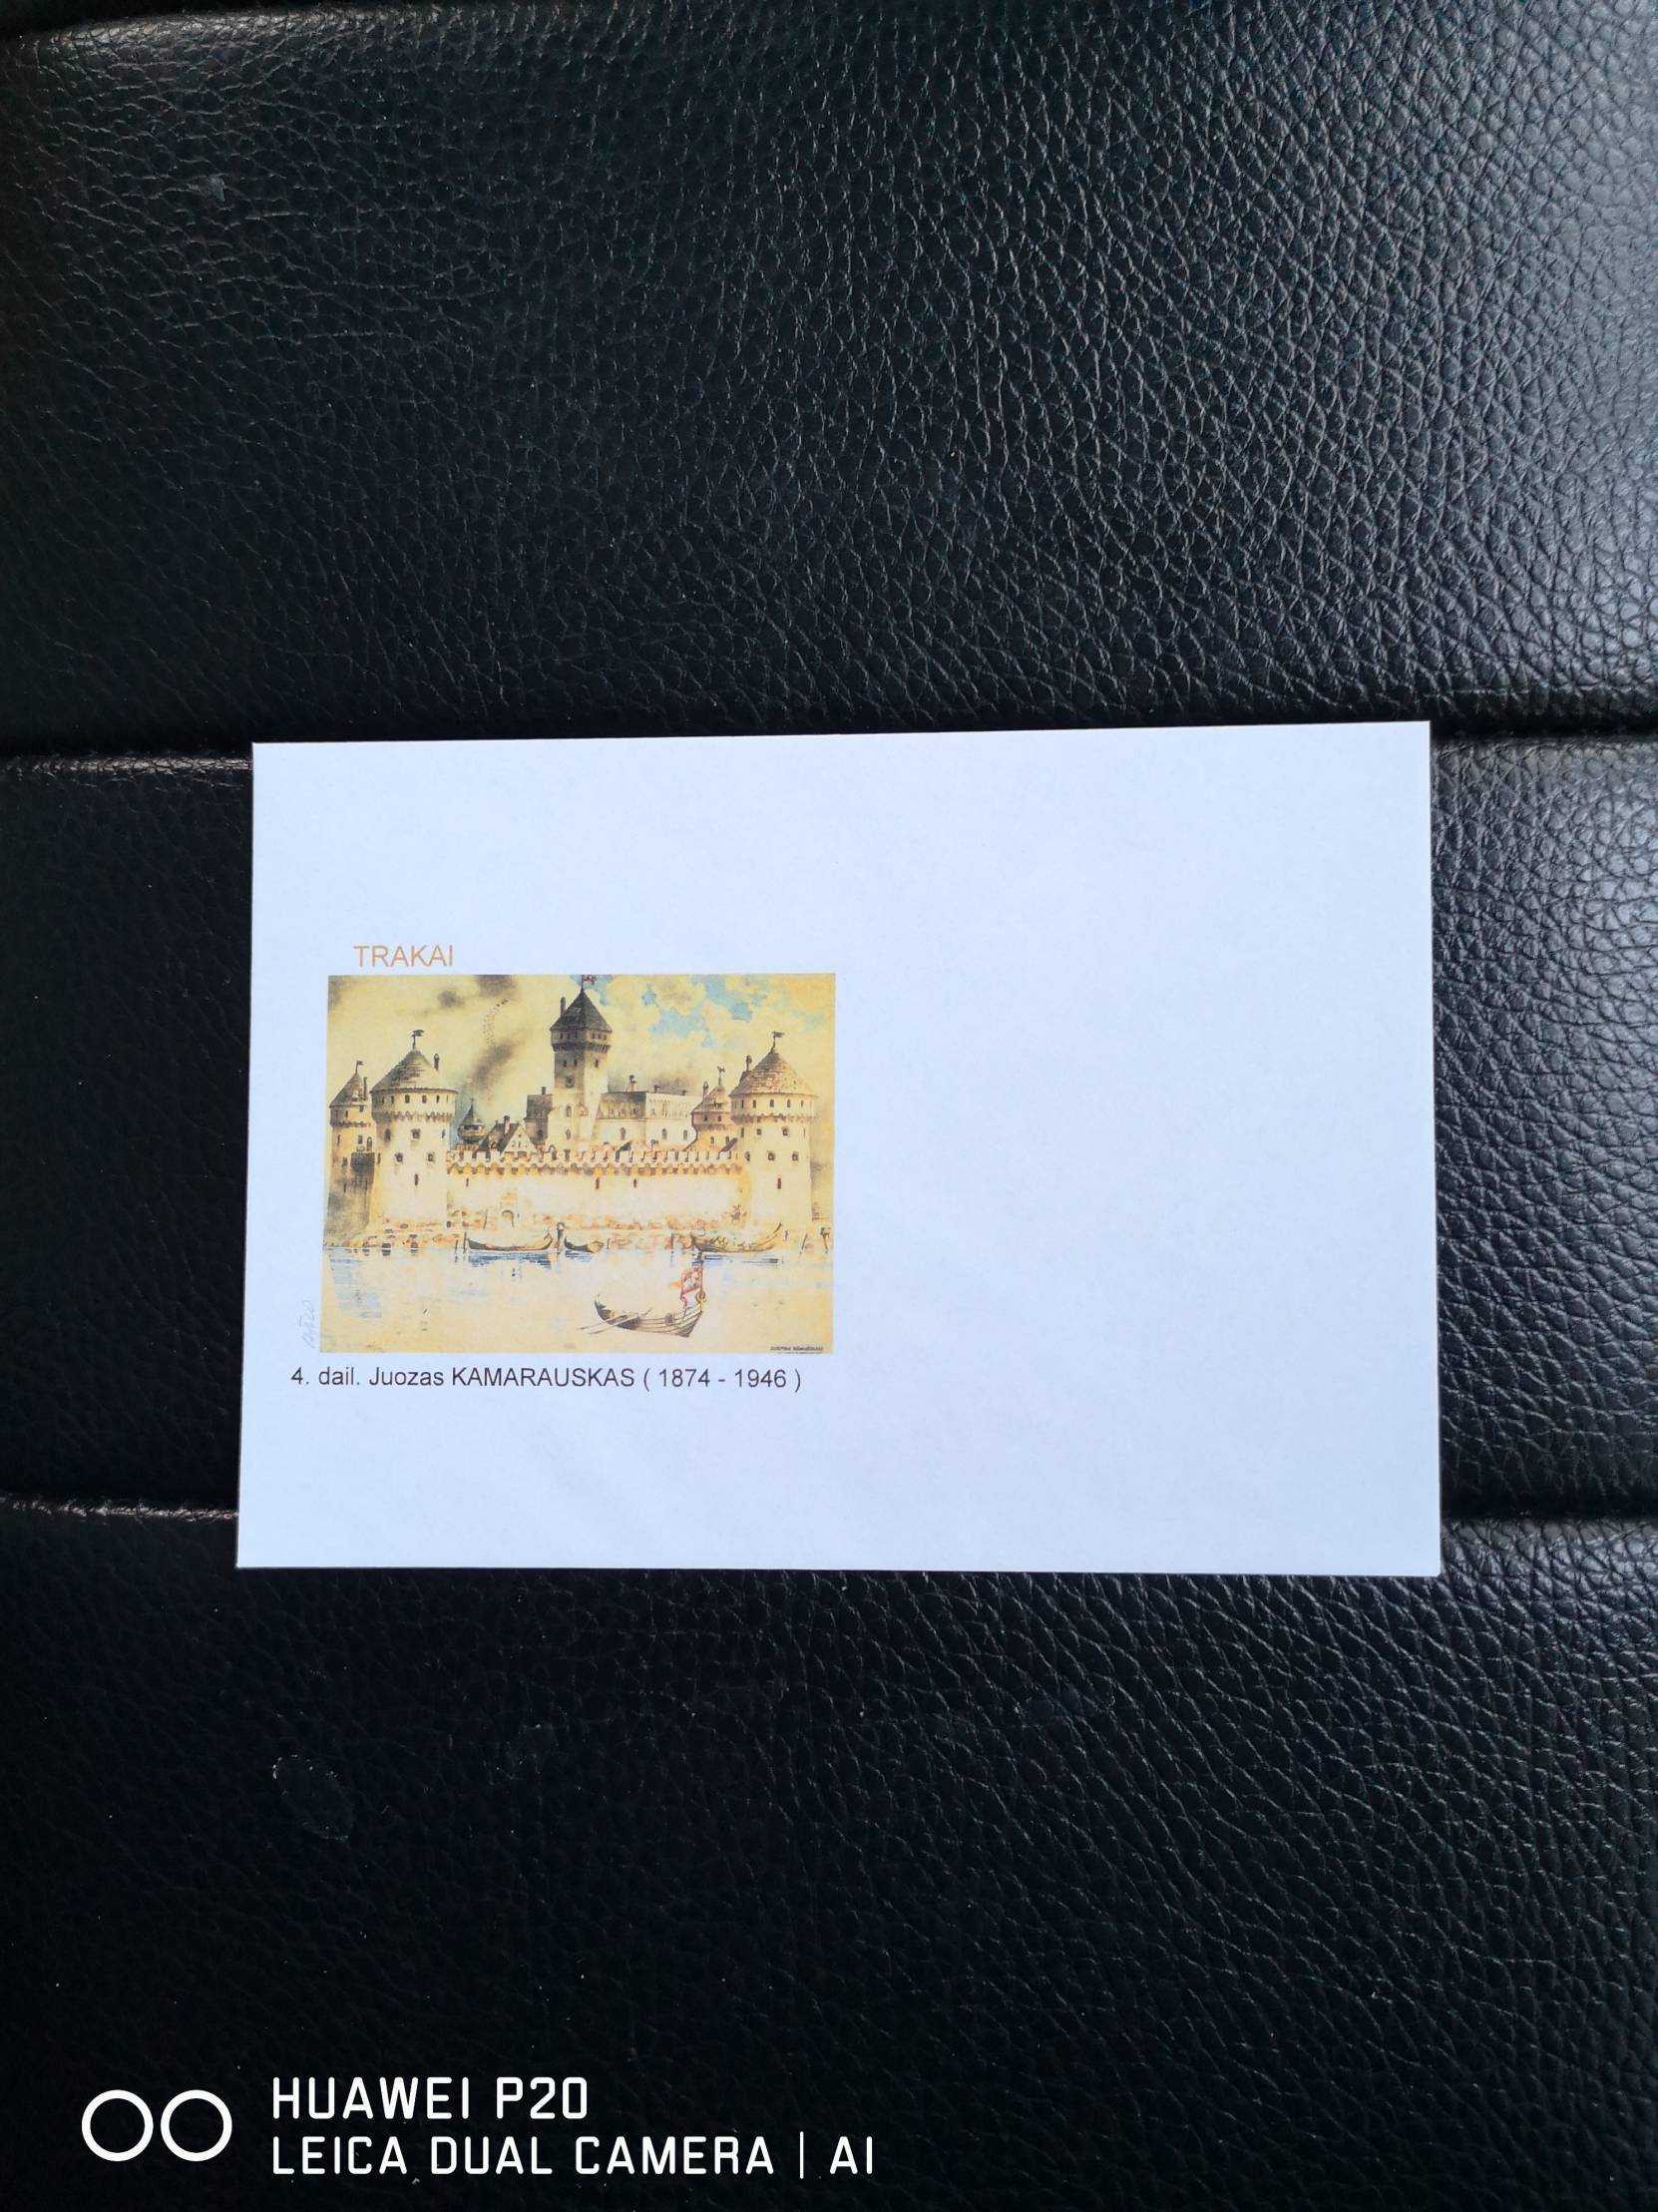 TRAKAI
4. dail. Juozas KAMARAUSKAS ( 1874 - 1946 )
HUAWEI P20
LEICA DUAL CAMERA | AI